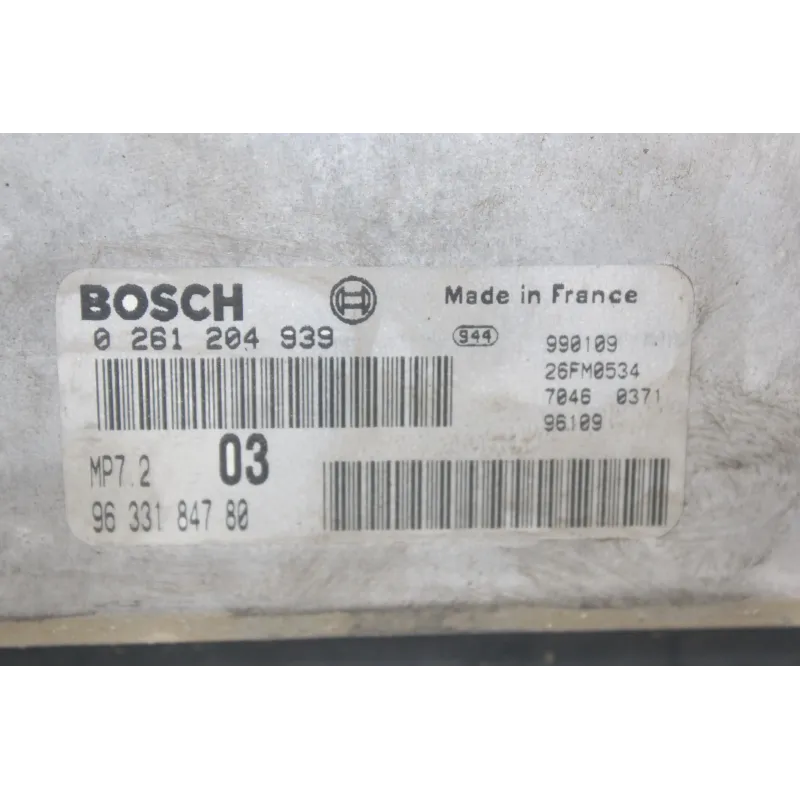 BOSCH
Made in France
0 261 204 939
944
990109
26FM0534
7046 0371
96109
MP7.2
03
96 331 847 80